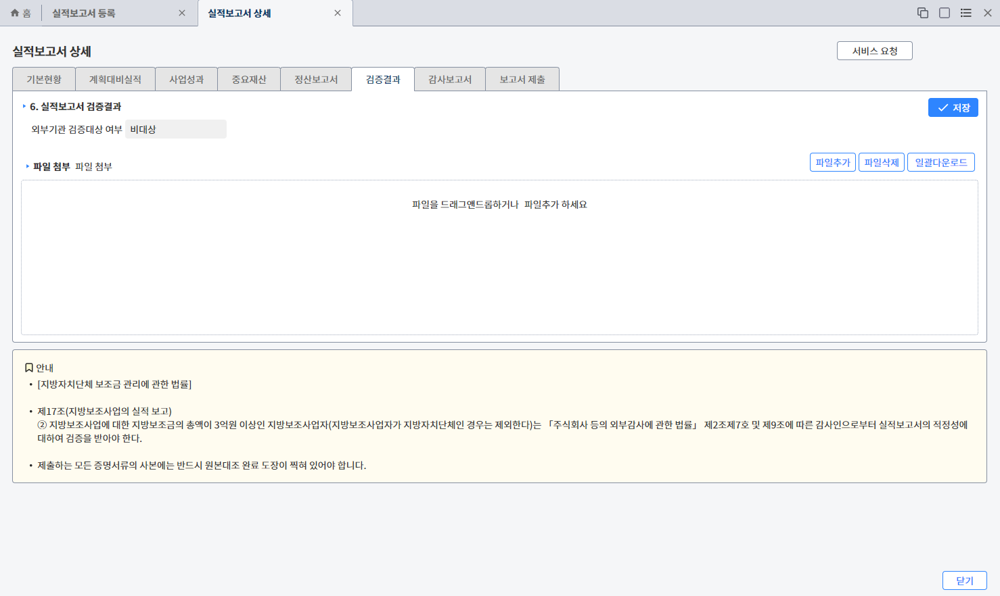 홈
실적보고서 등록
실적보고서 상세
실적보고서 상세
서비스 요청
기본현황
계획대비실적
사업성과
중요재산
정산보고서
검증결과
감사보고서
보고서 제출
6. 실적보고서 검증결과
저장
외부기관 검증대상 여부 비대상
파일 첨부 파일 첨부
파일추가
파일삭제
일괄다운로드
파일을 드래그앤드롭하거나 파일추가 하세요
안내
• [지방자치단체 보조금 관리에 관한 법률]
• 제17조(지방보조사업의 실적 보고)
② 지방보조사업에 대한 지방보조금의 총액이 3억원 이상인 지방보조사업자(지방보조사업자가 지방자치단체인 경우는 제외한다)는 「주식회사 등의 외부감사에 관한 법률」 제2조제7호 및 제9조에 따른 감사인으로부터 실적보고서의 적정성에
대하여 검증을 받아야 한다.
• 제출하는 모든 증명서류의 사본에는 반드시 원본대조 완료 도장이 찍혀 있어야 합니다.
닫기